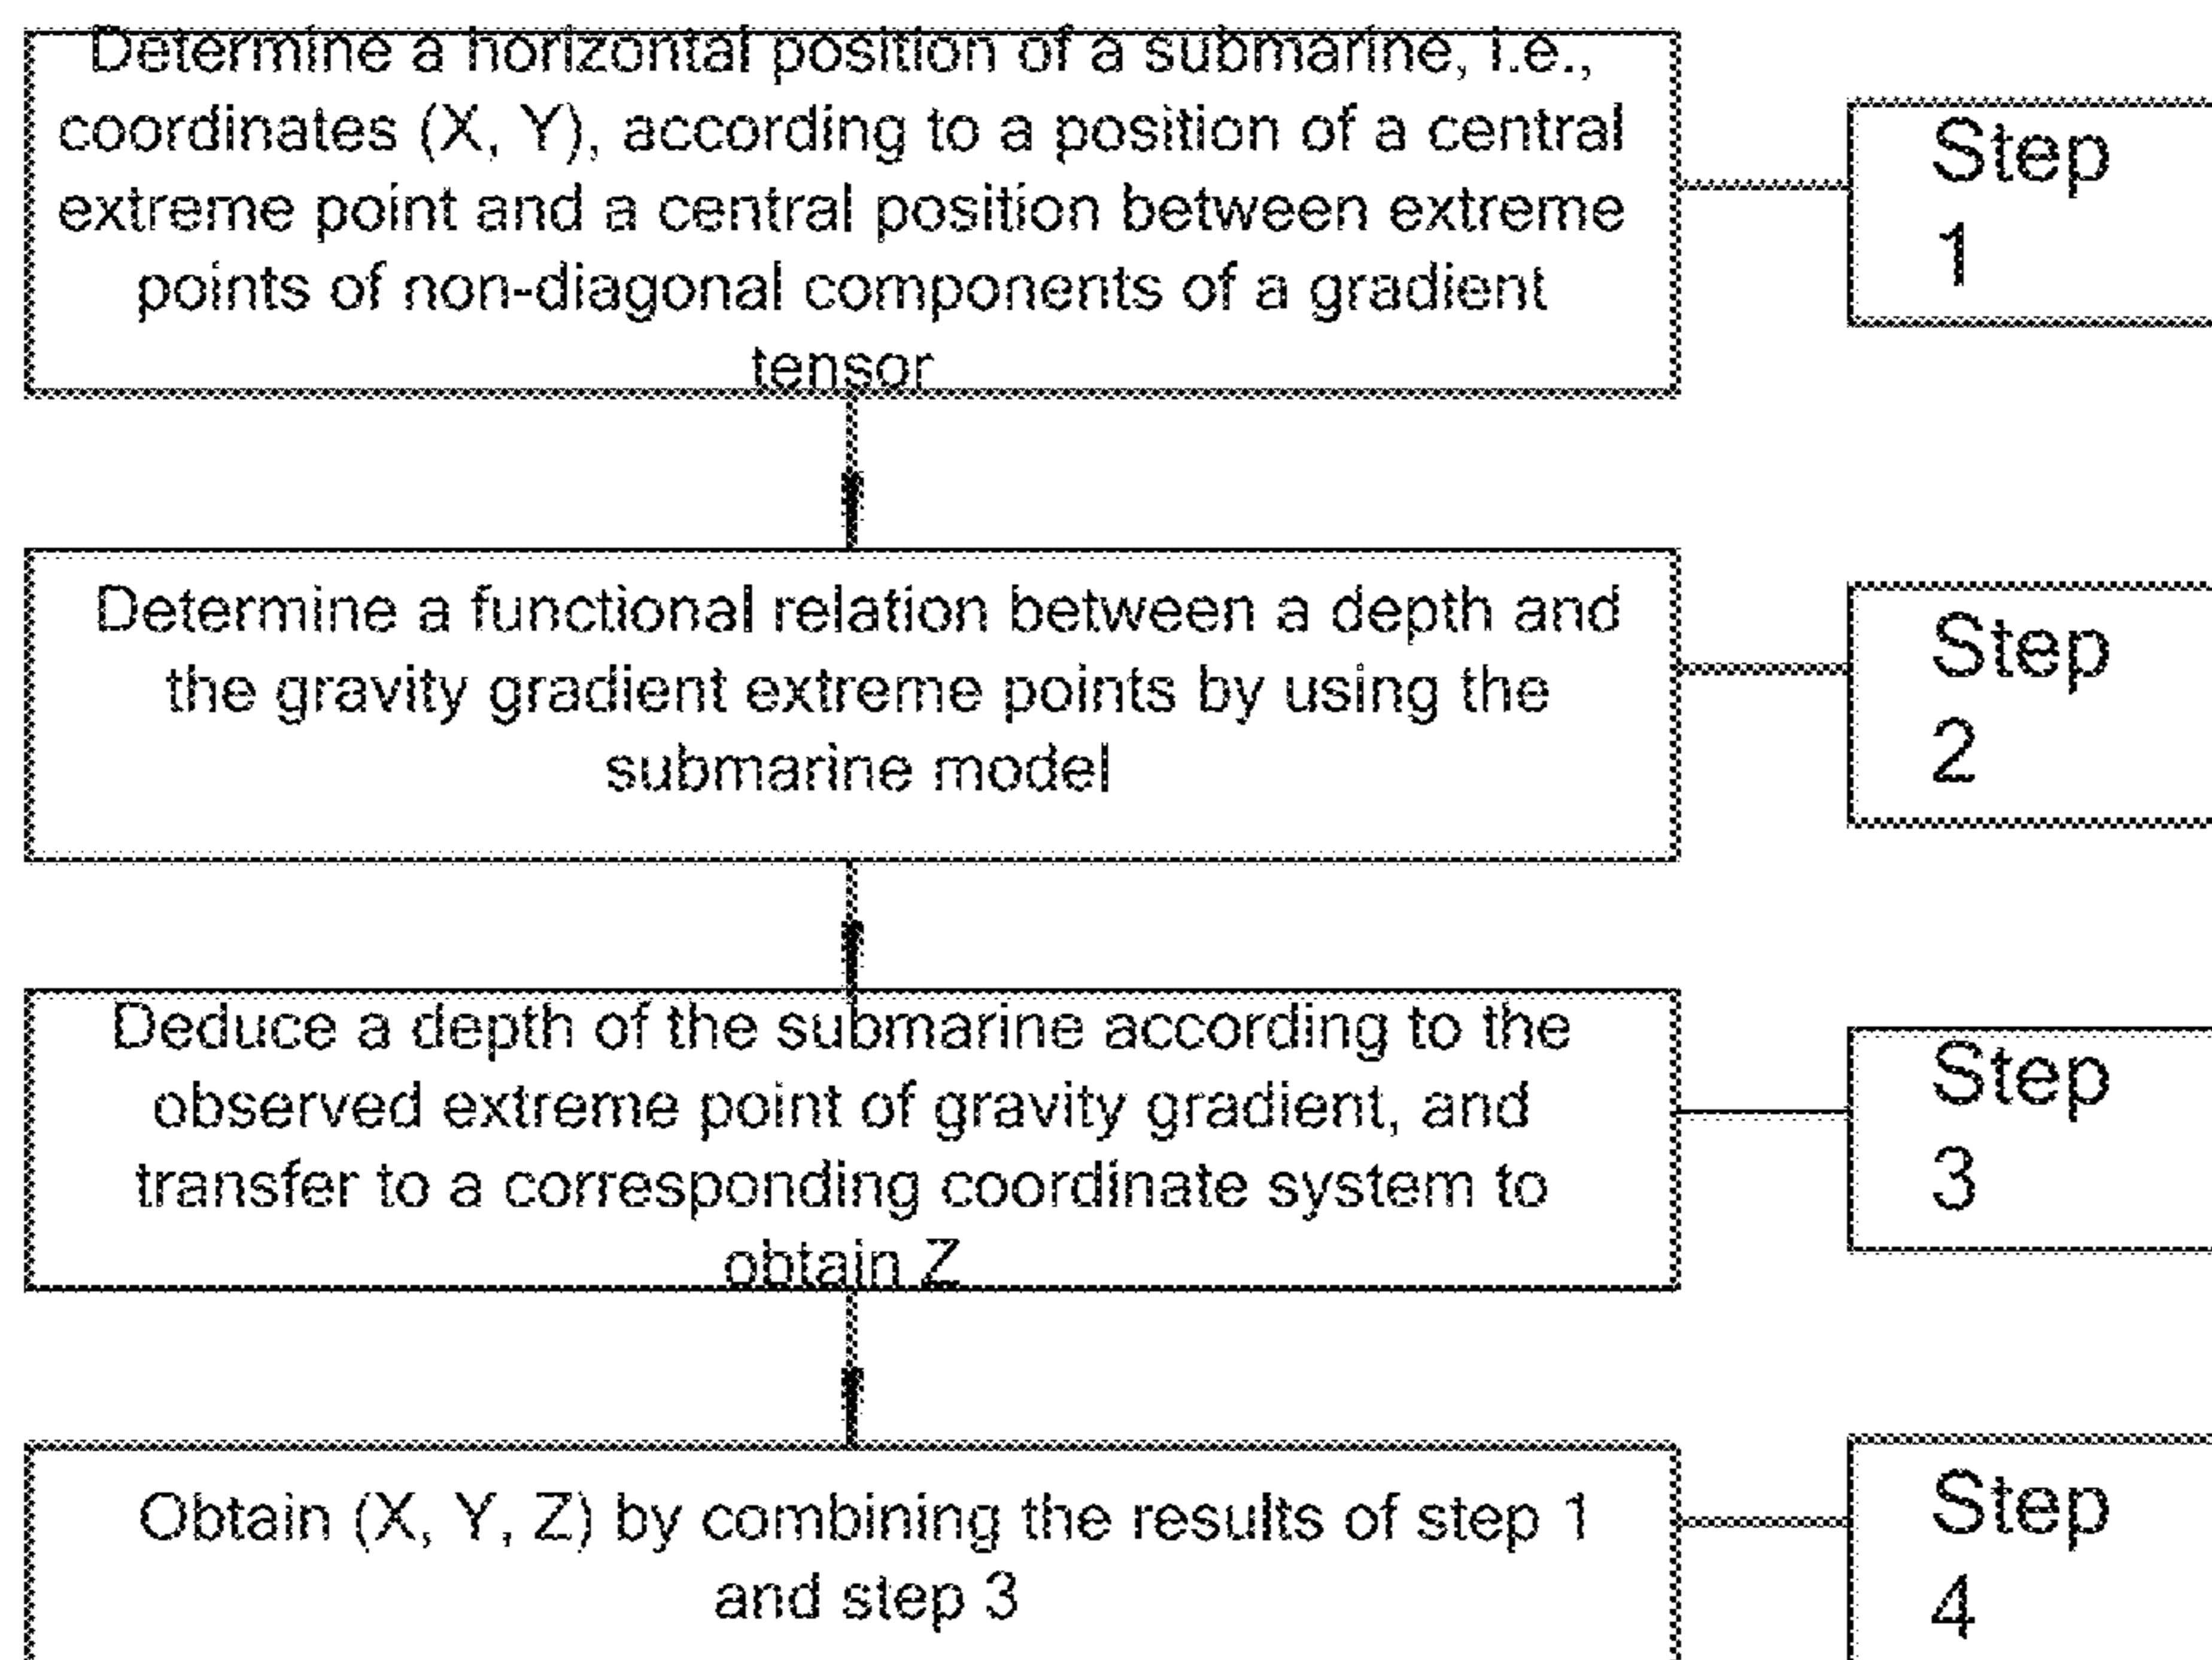 Determine a horizontal position of a submarine, i.e.,
coordinates (X, Y), according to a position of a central
extreme point and a central position between extreme
points of non-diagonal components of a gradient
tensor
Step
1
Determine a functional relation between a depth and
the gravity gradient extreme points by using the
submarine model
Step
2
Deduce a depth of the submarine according to the
observed extreme point of gravity gradient, and
transfer to a corresponding coordinate system to
obtain Z
Step
3
Obtain (X, Y, Z) by combining the results of step 1
and step 3
Step
4